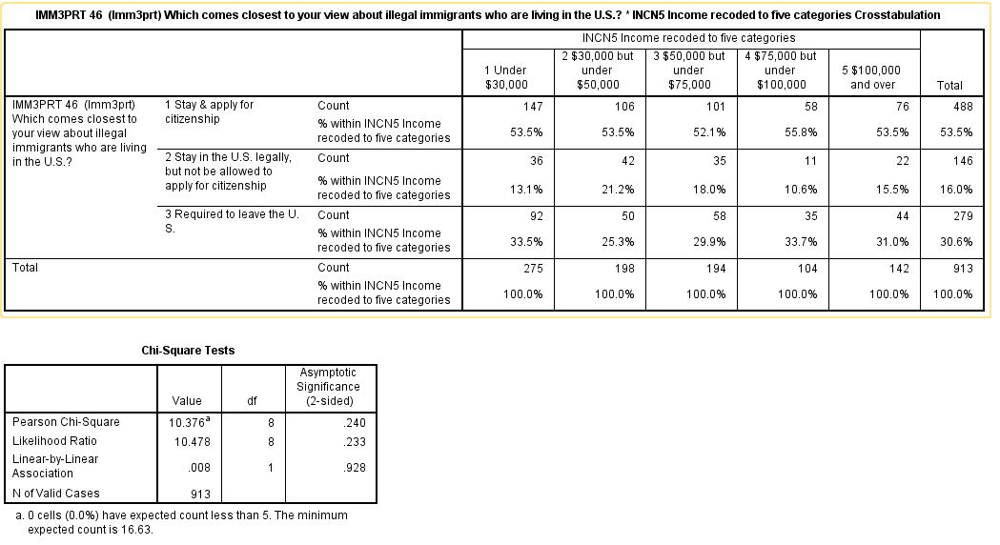 IMM3PRT 46 (Imm3prt) Which comes closest to your view about illegal immigrants who are living in the U.S.? * INCN5 Income recoded to five categories Crosstabulation
INCN5 Income recoded to five categories
1 Under $30,000 2 $30,000 but under $50,000 3 $50,000 but under $75,000 4 $75,000 but under $100,000 5 $100,000 and over Total
IMM3PRT 46 (Imm3prt) Which comes closest to your view about illegal immigrants who are living in the U.S.?
1 Stay & apply for citizenship
Count 147 106 101 58 76 488
% within INCN5 Income recoded to five categories 53.5% 53.5% 52.1% 55.8% 53.5% 53.5%
2 Stay in the U.S. legally, but not be allowed to apply for citizenship
Count 36 42 35 11 22 146
% within INCN5 Income recoded to five categories 13.1% 21.2% 18.0% 10.6% 15.5% 16.0%
3 Required to leave the U. S.
Count 92 50 58 35 44 279
% within INCN5 Income recoded to five categories 33.5% 25.3% 29.9% 33.7% 31.0% 30.6%
Total Count 275 198 194 104 142 913
% within INCN5 Income recoded to five categories 100.0% 100.0% 100.0% 100.0% 100.0% 100.0%
Chi-Square Tests
Value df Asymptotic Significance (2-sided)
Pearson Chi-Square 10.376a 8 .240
Likelihood Ratio 10.478 8 .233
Linear-by-Linear Association .008 1 .928
N of Valid Cases 913
a. 0 cells (0.0%) have expected count less than 5. The minimum
expected count is 16.63.